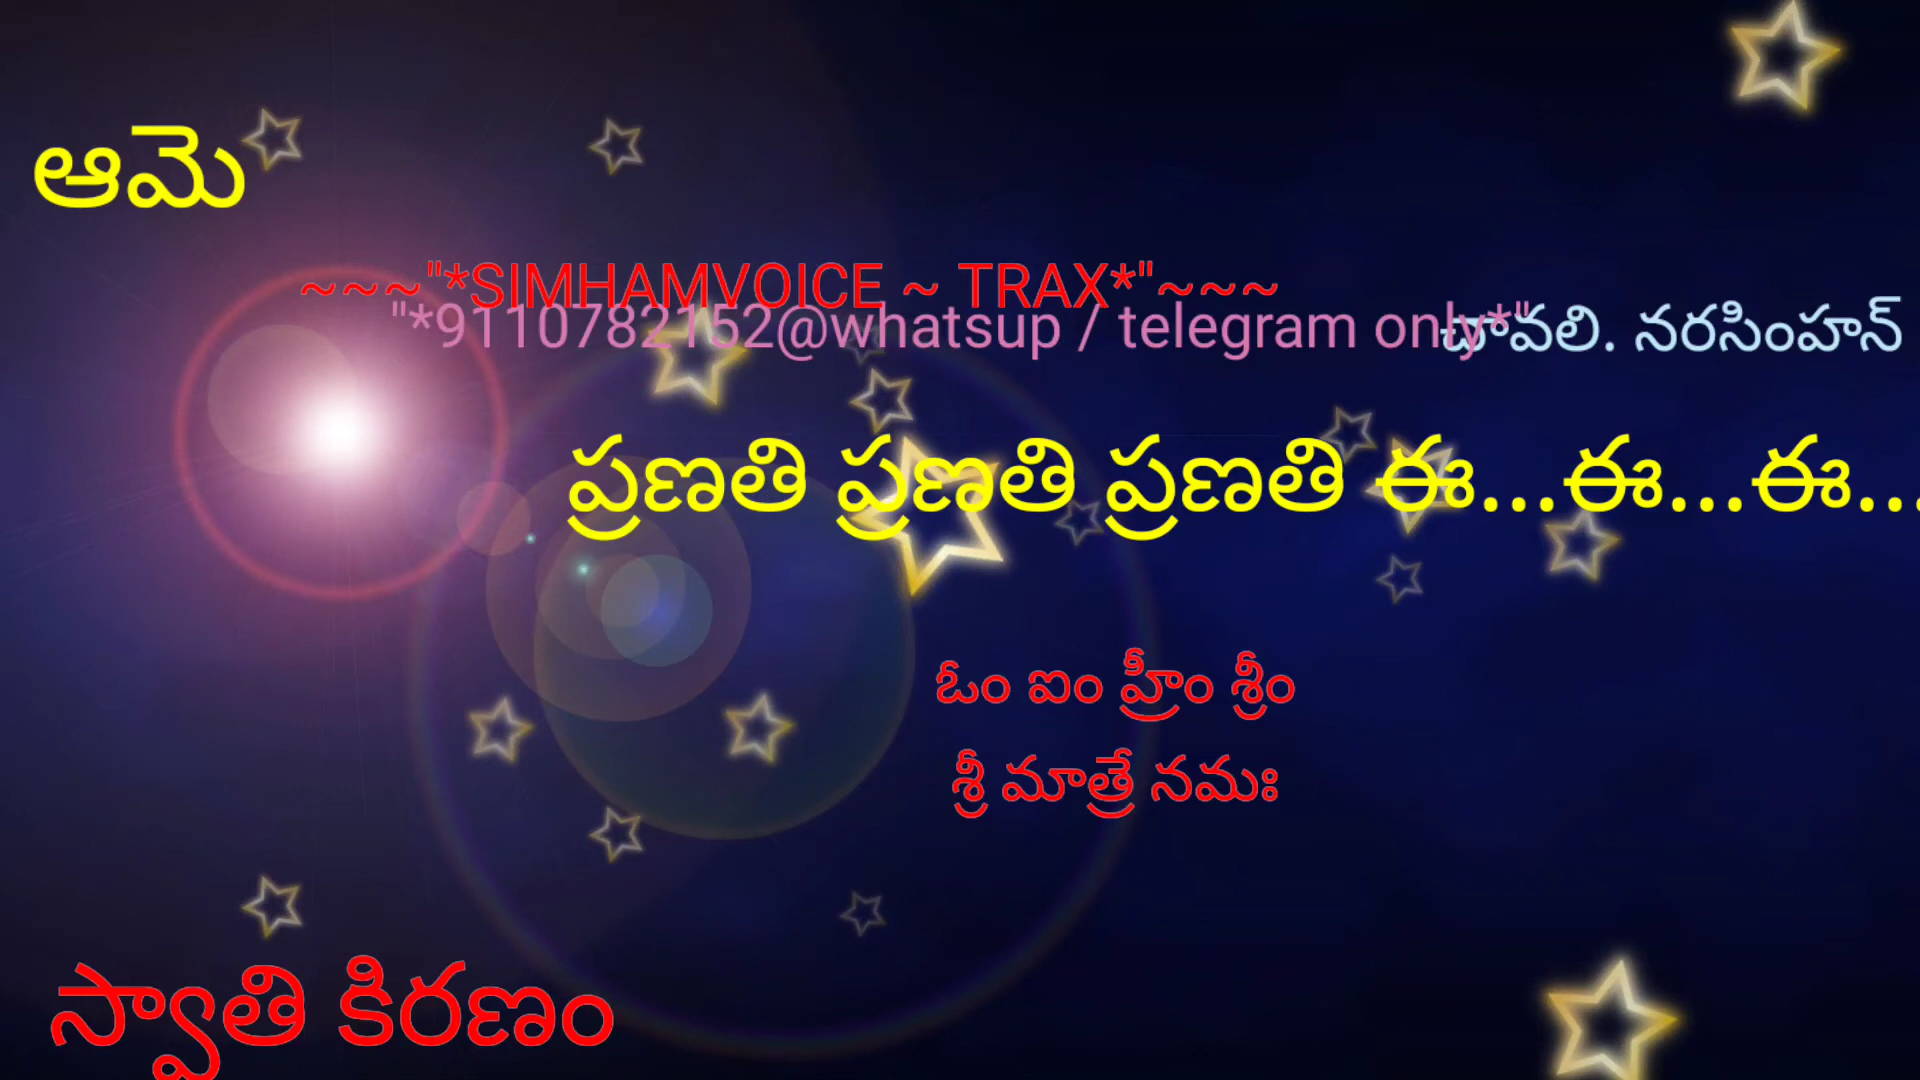 ఆమె
~~~"*SIMHAMVOICE ~ TRAX*"~~~
"*9110782152@whatsup / telegram only*"
చావలి. నరసింహన్
ప్రణతి ప్రణతి ప్రణతి ఈ...ఈ...ఈ...
ఓం ఐం హ్రీం శ్రీం
శ్రీ మాత్రే నమః
స్వాతి కిరణం